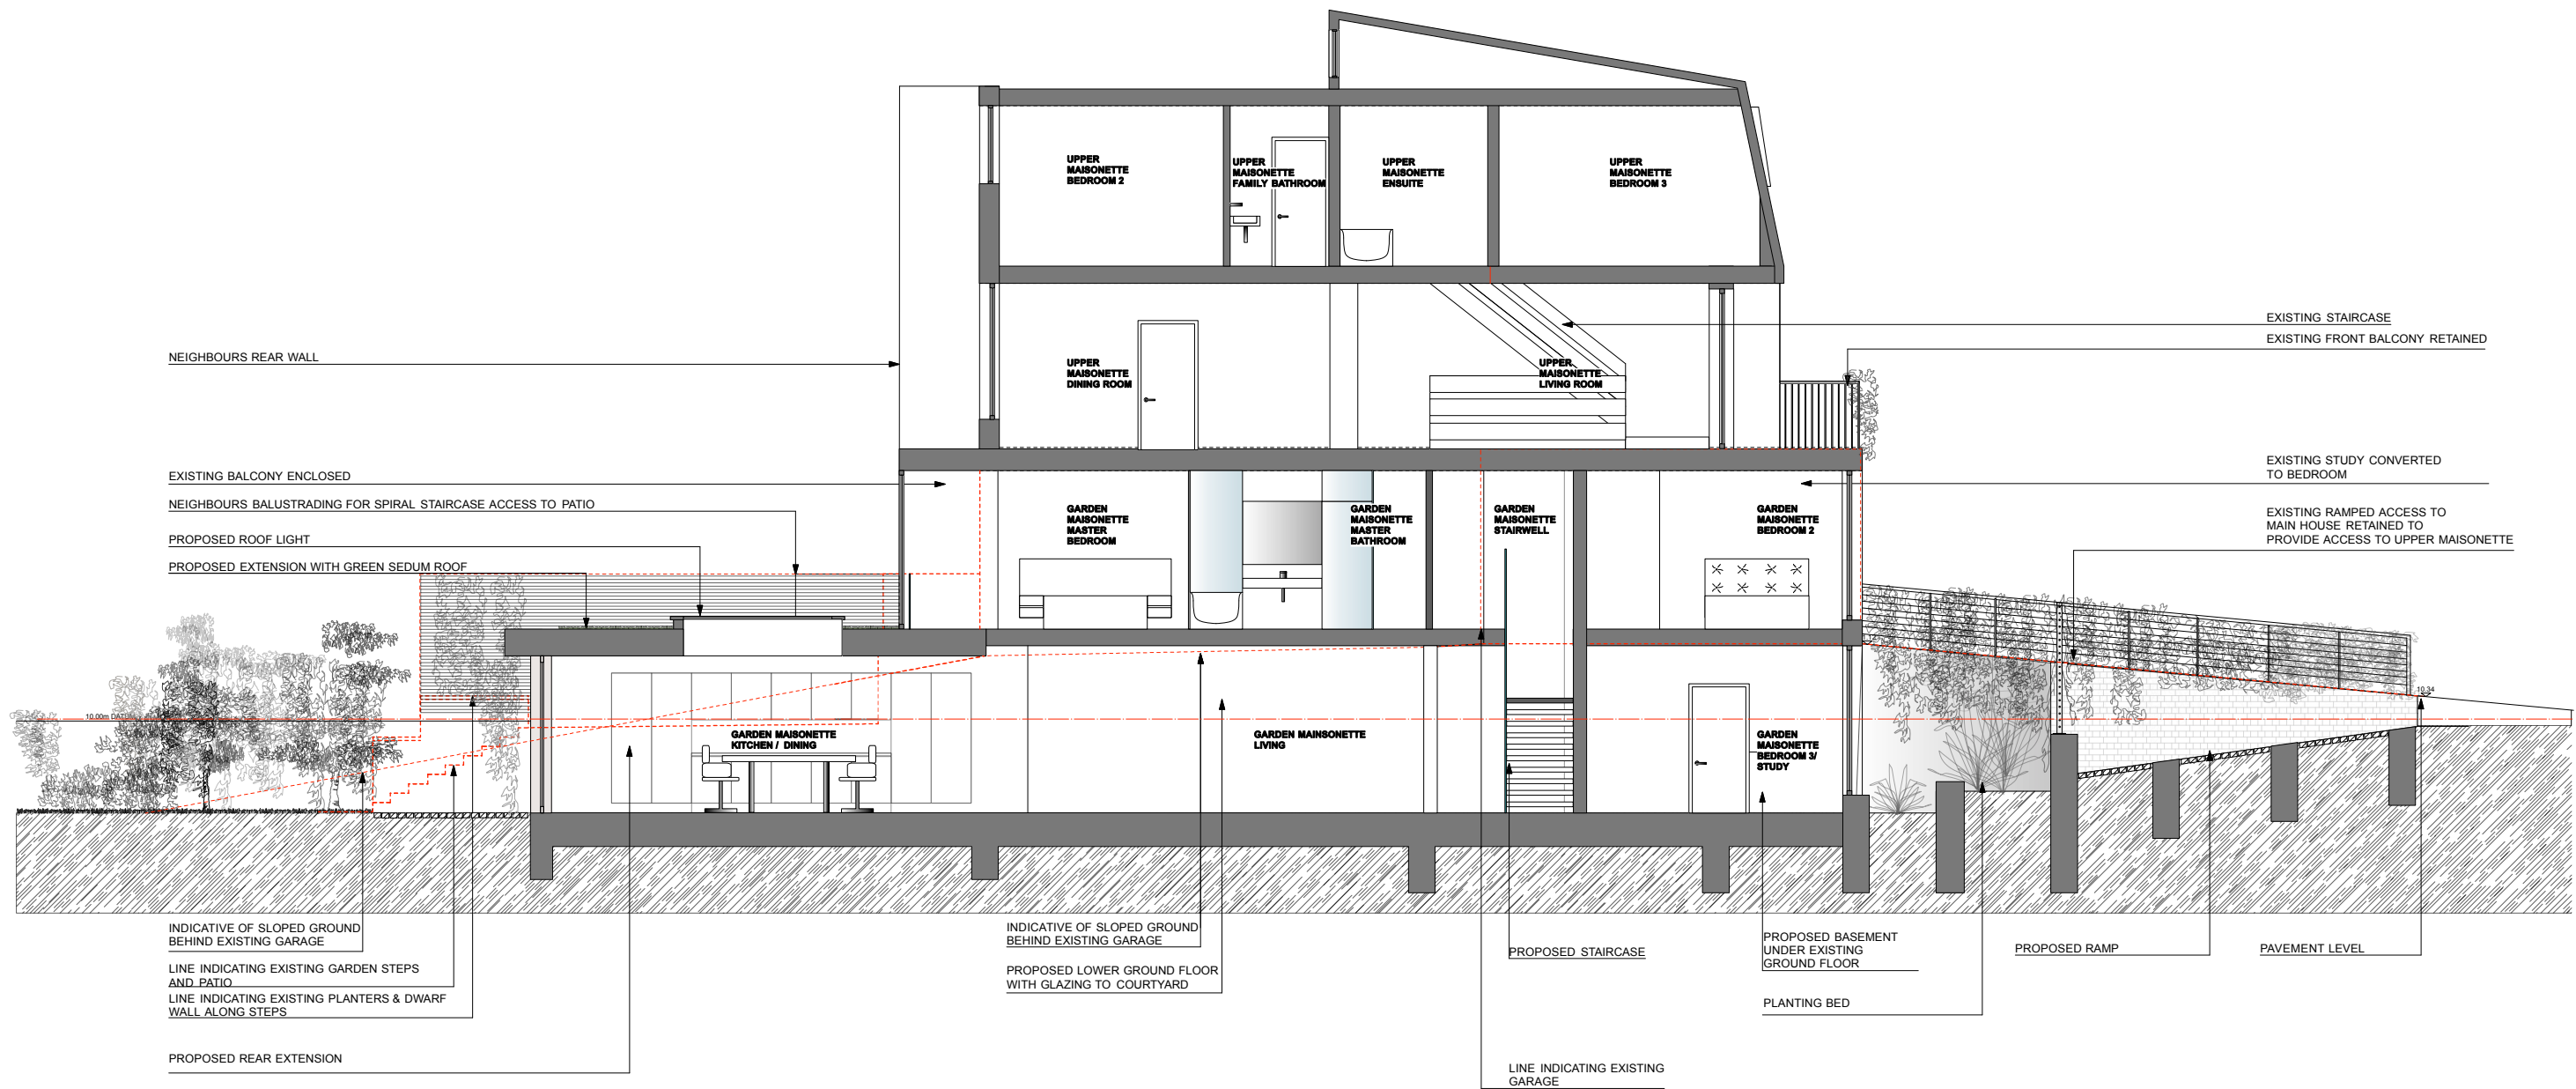 UPPER
MAISONETTE
BEDROOM 2
UPPER
MAISONETTE
FAMILY BATHROOM
UPPER
MAISONETTE
ENSUITE
UPPER
MAISONETTE
BEDROOM 3
EXISTING STAIRCASE
EXISTING FRONT BALCONY RETAINED
NEIGHBOURS REAR WALL
UPPER
MAISONETTE
DINING ROOM
UPPER
MAISONETTE
LIVING ROOM
EXISTING BALCONY ENCLOSED
NEIGHBOURS BALUSTRADING FOR SPIRAL STAIRCASE ACCESS TO PATIO
PROPOSED ROOF LIGHT
PROPOSED EXTENSION WITH GREEN SEDUM ROOF
EXISTING STUDY CONVERTED
TO BEDROOM
EXISTING RAMPED ACCESS TO
MAIN HOUSE RETAINED TO
PROVIDE ACCESS TO UPPER MAISONETTE
GARDEN
MAISONETTE
MASTER
BEDROOM
GARDEN
MAISONETTE
MASTER
BATHROOM
GARDEN
MAISONETTE
STAIRWELL
GARDEN
MAISONETTE
BEDROOM 2
10.34
10.00m DATUM
GARDEN MAISONETTE
KITCHEN / DINING
GARDEN MAINSONETTE
LIVING
GARDEN
MAISONETTE
BEDROOM 3/
STUDY
INDICATIVE OF SLOPED GROUND
BEHIND EXISTING GARAGE
LINE INDICATING EXISTING GARDEN STEPS
AND PATIO
LINE INDICATING EXISTING PLANTERS & DWARF
WALL ALONG STEPS
PROPOSED REAR EXTENSION
INDICATIVE OF SLOPED GROUND
BEHIND EXISTING GARAGE
PROPOSED LOWER GROUND FLOOR
WITH GLAZING TO COURTYARD
PROPOSED STAIRCASE
LINE INDICATING EXISTING
GARAGE
PROPOSED BASEMENT
UNDER EXISTING
GROUND FLOOR
PLANTING BED
PROPOSED RAMP
PAVEMENT LEVEL